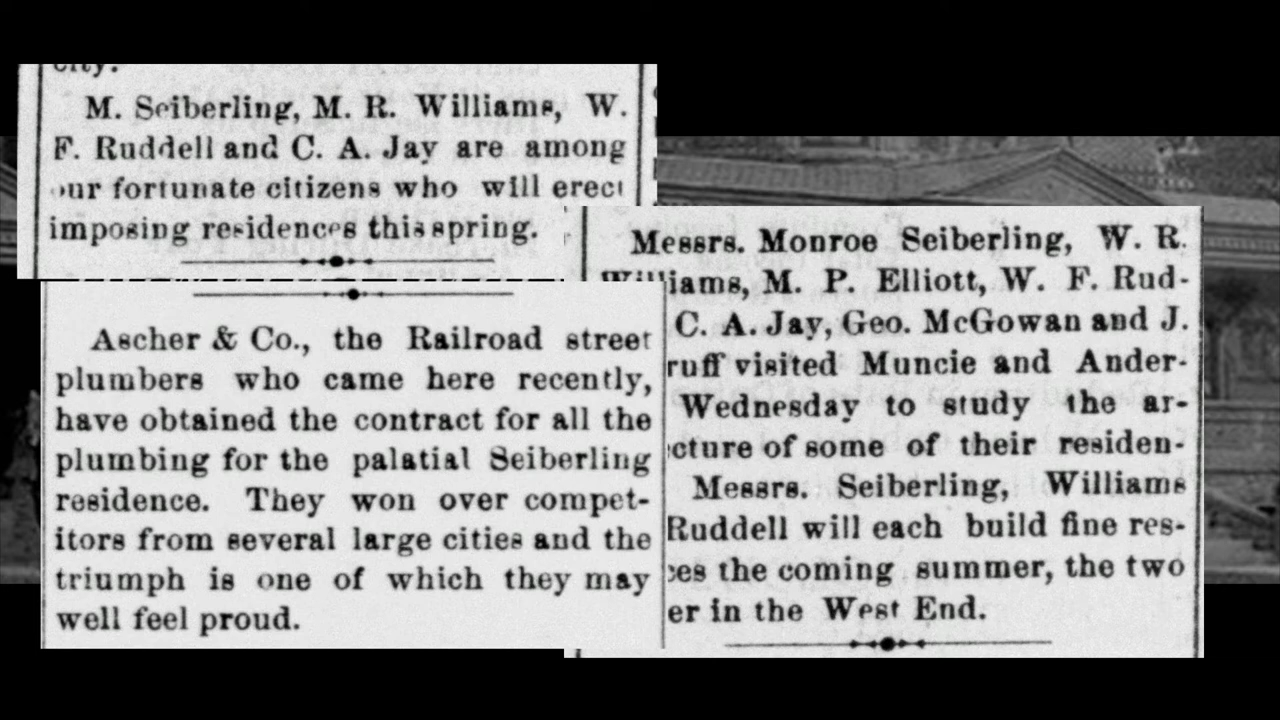 city.
M. Seiberling, M. R. Williams, W.
F. Ruddell and C. A. Jay are among
our fortunate citizens who will erect
imposing residences this spring.
Ascher & Co., the Railroad street
plumbers who came here recently,
have obtained the contract for all the
plumbing for the palatial Seiberling
residence. They won over compet-
itors from several large cities and the
triumph is one of which they may
well feel proud.
Messrs. Monroe Seiberling, W. R.
Williams, M. P. Elliott, W. F. Rud-
C. A. Jay, Geo. McGowan and J.
ruff visited Muncie and Ander-
Wednesday to study the ar-
cture of some of their residen-
Messrs. Seiberling, Williams
Ruddell will each build fine res-
ces the coming summer, the two
er in the West End.